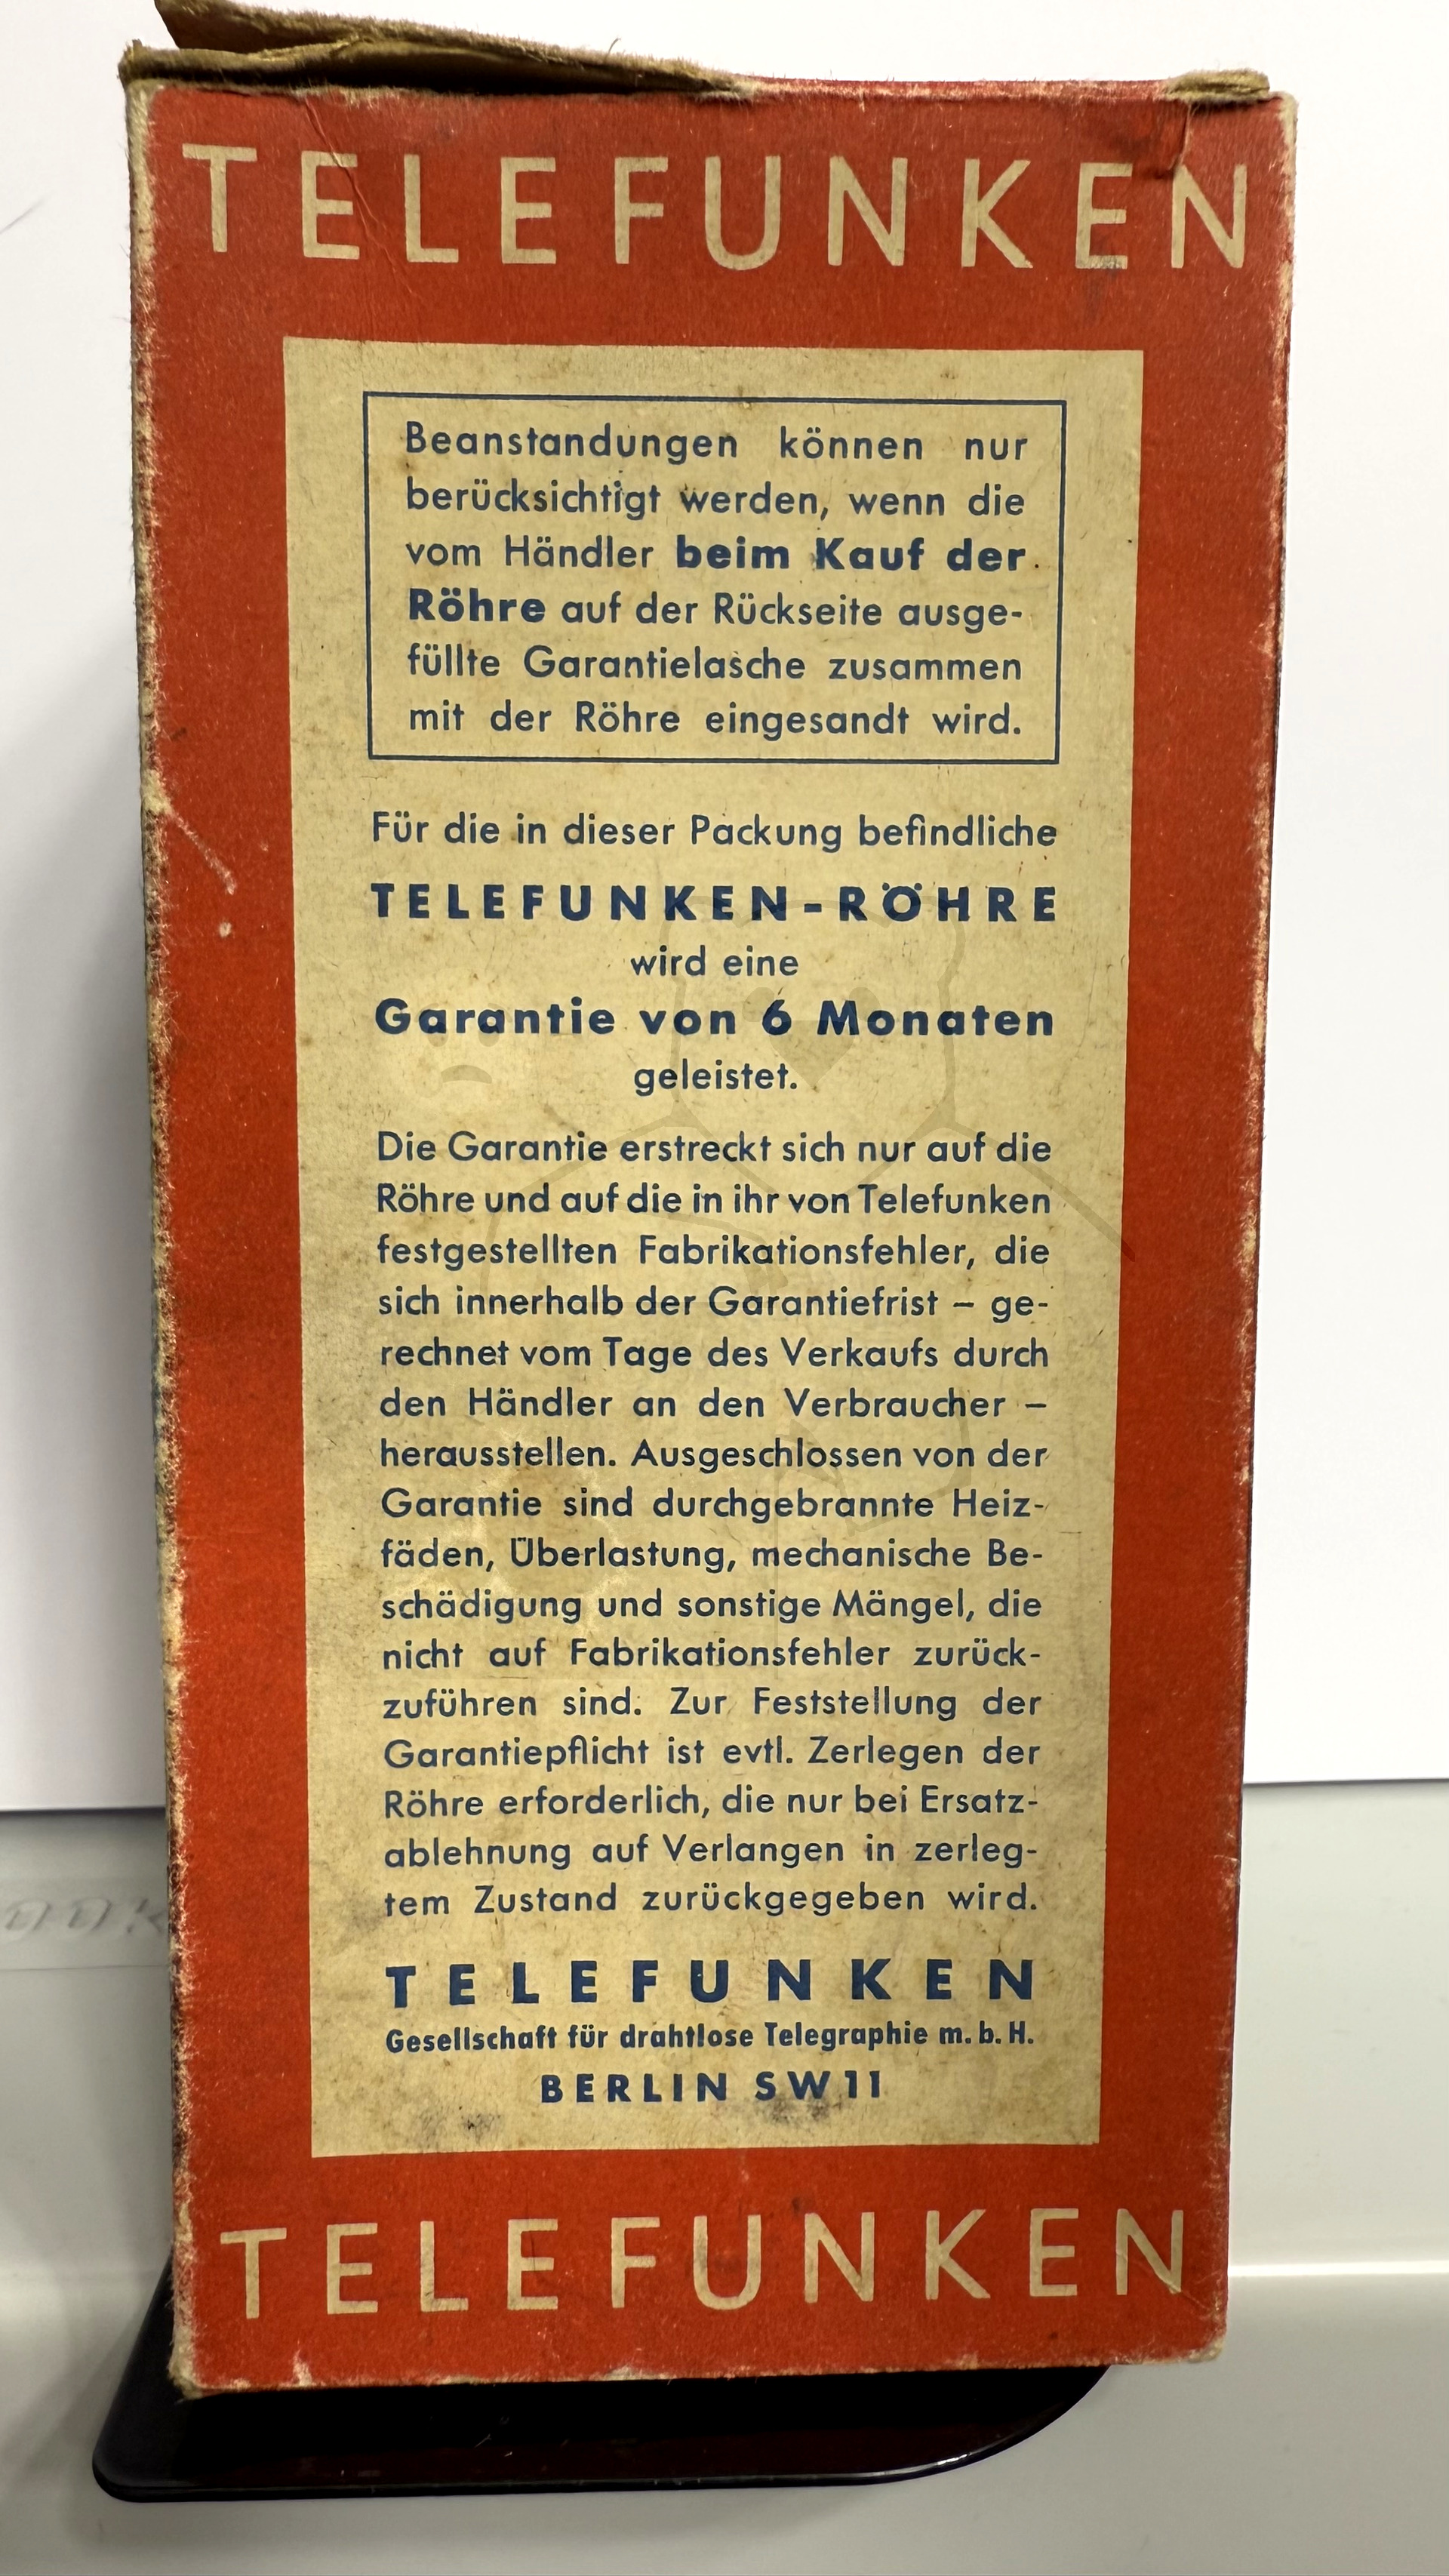 TELEFUNKEN
Beanstandungen können nur
berücksichtigt werden, wenn die
vom Händler beim Kauf der
Röhre auf der Rückseite ausge-
füllte Garantielasche zusammen
mit der Röhre eingesandt wird.
Für die in dieser Packung befindliche
TELEFUNKEN-RÖHRE
wird eine
Garantie von 6 Monaten
geleistet.
Die Garantie erstreckt sich nur auf die
Röhre und auf die in ihr von Telefunken
festgestellten Fabrikationsfehler, die
sich innerhalb der Garantiefrist – ge-
rechnet vom Tage des Verkaufs durch
den Händler an den Verbraucher –
herausstellen. Ausgeschlossen von der
Garantie sind durchgebrannte Heiz-
fäden, Überlastung, mechanische Be-
schädigung und sonstige Mängel, die
nicht auf Fabrikationsfehler zurück-
zuführen sind. Zur Feststellung der
Garantiepflicht ist evtl. Zerlegen der
Röhre erforderlich, die nur bei Ersatz-
ablehnung auf Verlangen in zerleg-
tem Zustand zurückgegeben wird.
TELEFUNKEN
Gesellschaft für drahtlose Telegraphie m. b. H.
BERLIN SW 11
TELEFUNKEN